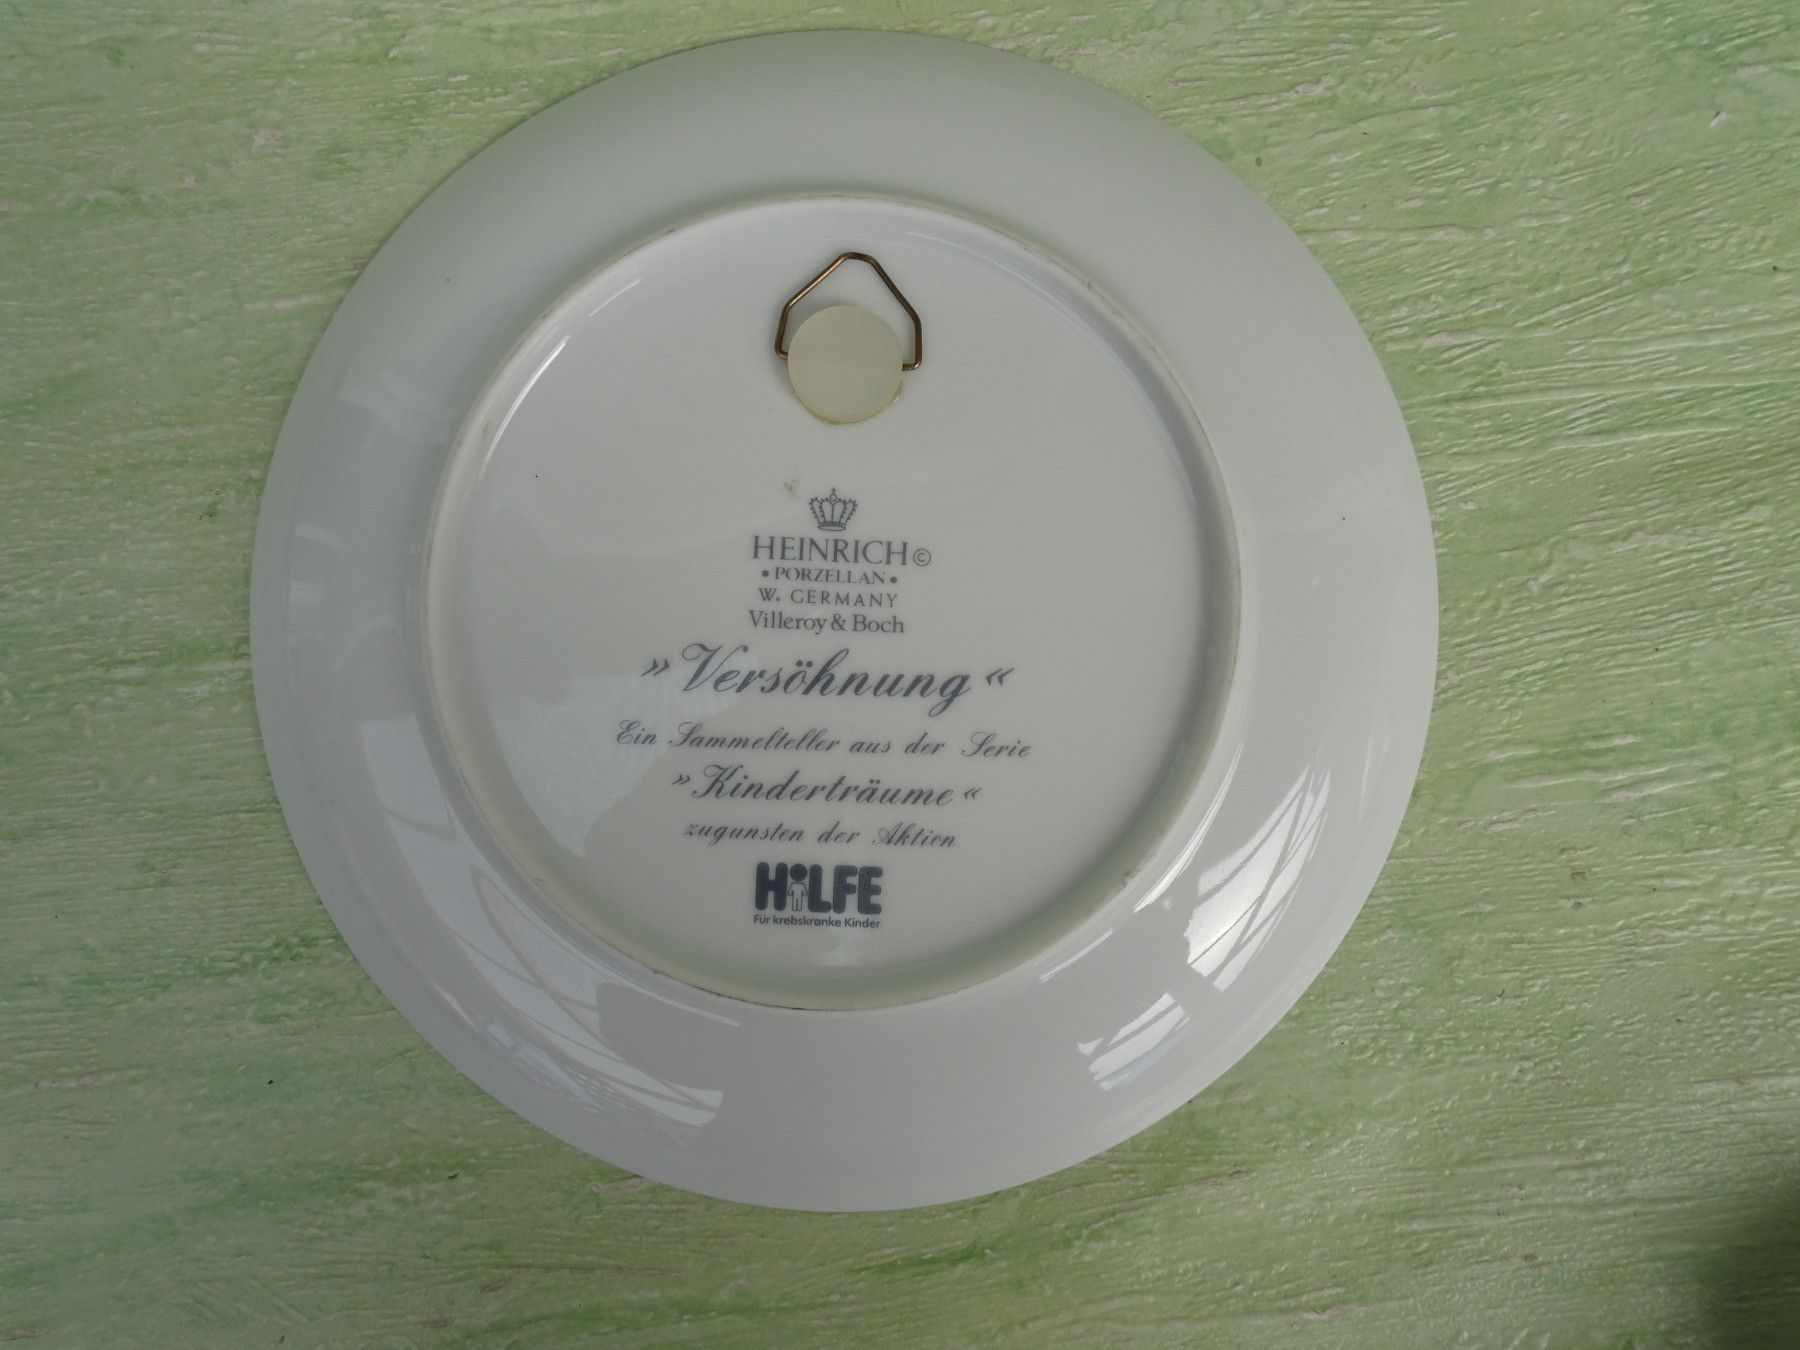 HEINRICH©
•PORZELLAN•
W. GERMANY
Villeroy & Boch
»Versöhnung«
Ein Sammelteller aus der Serie
»Kinderträume«
zugunsten der Aktion
HiLFE
Für krebskranke Kinder